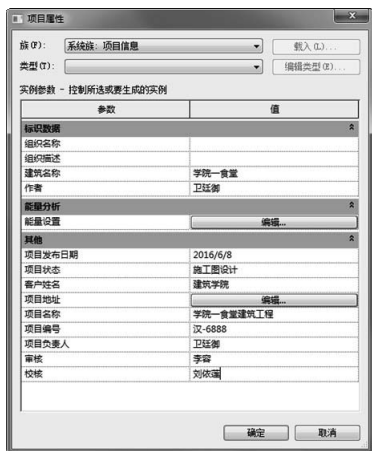 项目属性
族(F): 系统族: 项目信息 载入(L)...
类型(T): 编辑类型(E)...
实例参数 - 控制所选或要生成的实例
参数 值
标识数据
组织名称
组织描述
建筑名称 学院一食堂
作者 卫廷御
能量分析
能量设置 编辑...
其他
项目发布日期 2016/6/8
项目状态 施工图设计
客户姓名 建筑学院
项目地址 编辑...
项目名称 学院一食堂建筑工程
项目编号 汉-6888
项目负责人 卫廷御
审核 李容
校核 刘依莲
确定 取消